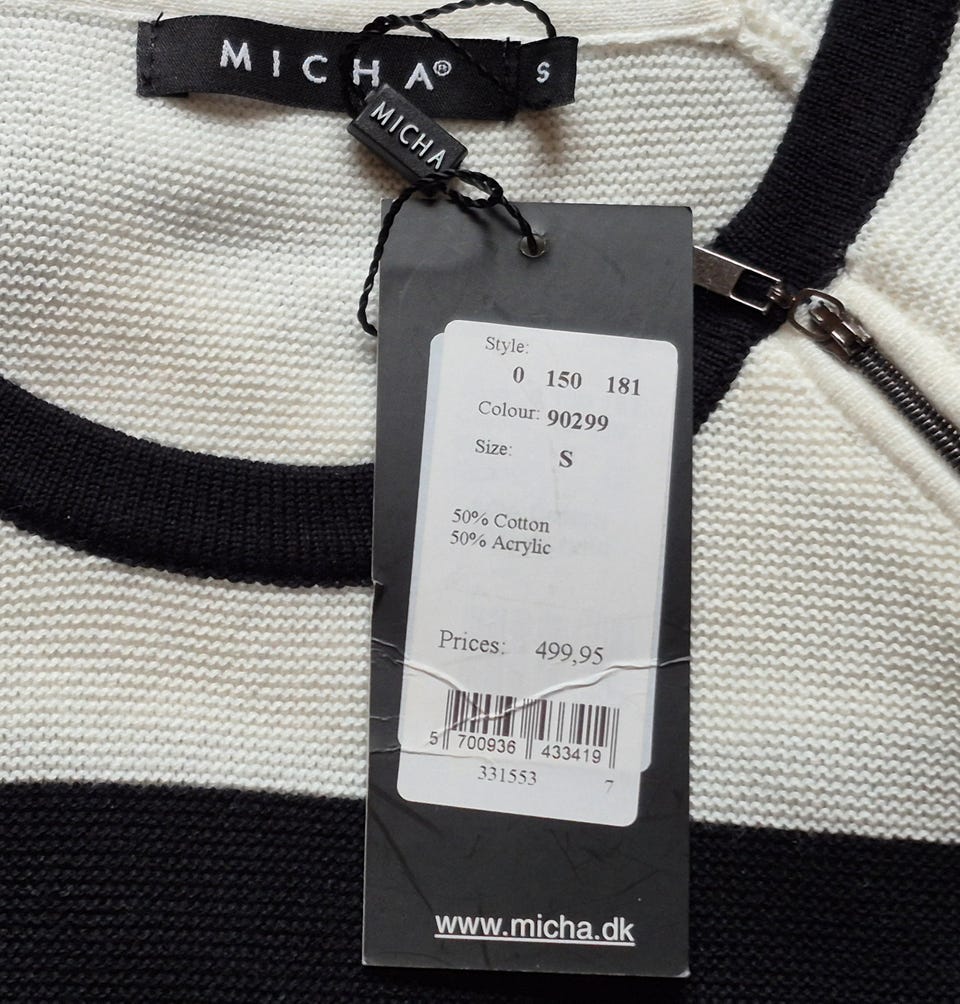 MICHA® S
MICHA
Style:
0 150 181
Colour: 90299
Size: S
50% Cotton
50% Acrylic
Prices: 499,95
5 700936 433419
331553 7
www.micha.dk